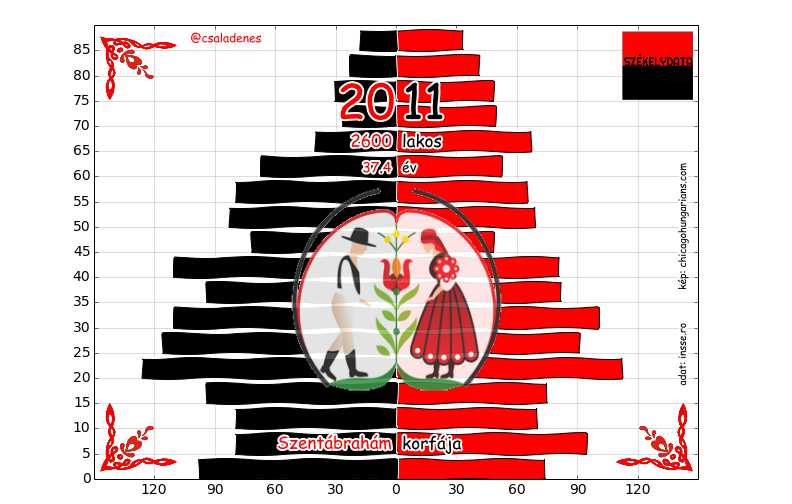 @csaladenes
SZÉKELYDATA
2011
2600 lakos
37.4 év
kép: chicagohungarians.com
adat: insse.ro
Szentábrahám korfája
85
80
75
70
65
60
55
50
45
40
35
30
25
20
15
10
5
0
120 90 60 30 0 30 60 90 120